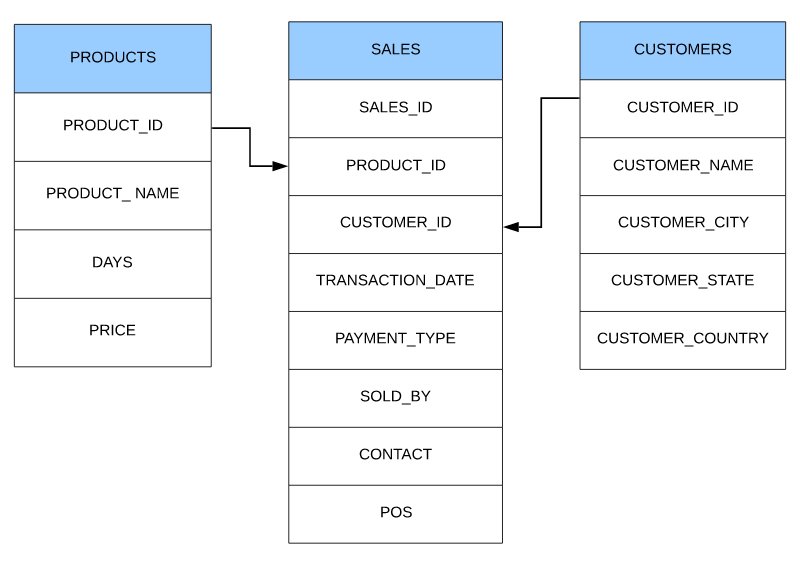 PRODUCTS
PRODUCT_ID
PRODUCT_ NAME
DAYS
PRICE
SALES
SALES_ID
PRODUCT_ID
CUSTOMER_ID
TRANSACTION_DATE
PAYMENT_TYPE
SOLD_BY
CONTACT
POS
CUSTOMERS
CUSTOMER_ID
CUSTOMER_NAME
CUSTOMER_CITY
CUSTOMER_STATE
CUSTOMER_COUNTRY